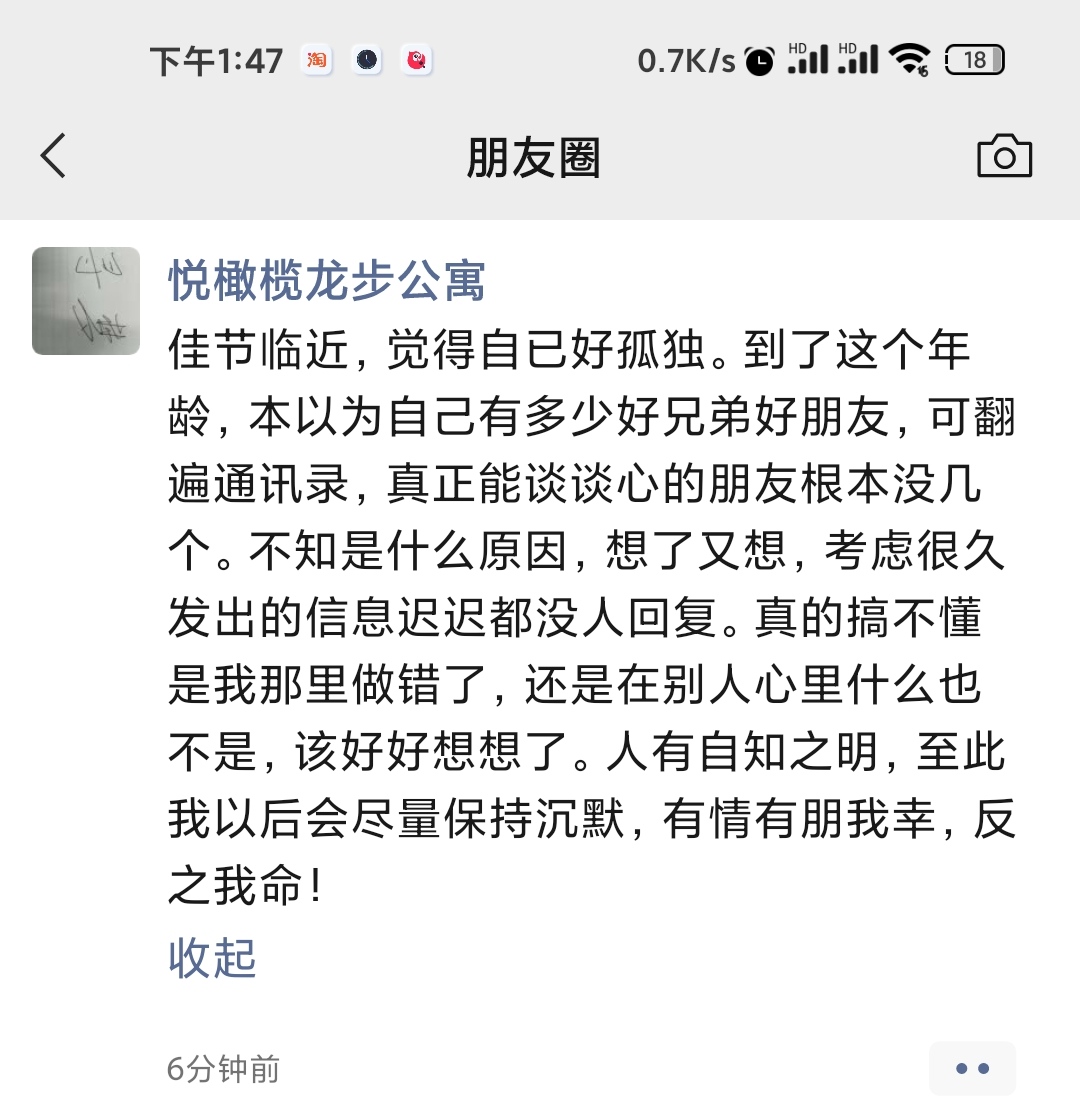 下午1:47 淘 0.7K/s HD HD 6 18
朋友圈
悦橄榄龙步公寓
佳节临近，觉得自已好孤独。到了这个年
龄，本以为自己有多少好兄弟好朋友，可翻
遍通讯录，真正能谈谈心的朋友根本没几
个。不知是什么原因，想了又想，考虑很久
发出的信息迟迟都没人回复。真的搞不懂
是我那里做错了，还是在别人心里什么也
不是，该好好想想了。人有自知之明，至此
我以后会尽量保持沉默，有情有朋我幸，反
之我命！
收起
6分钟前